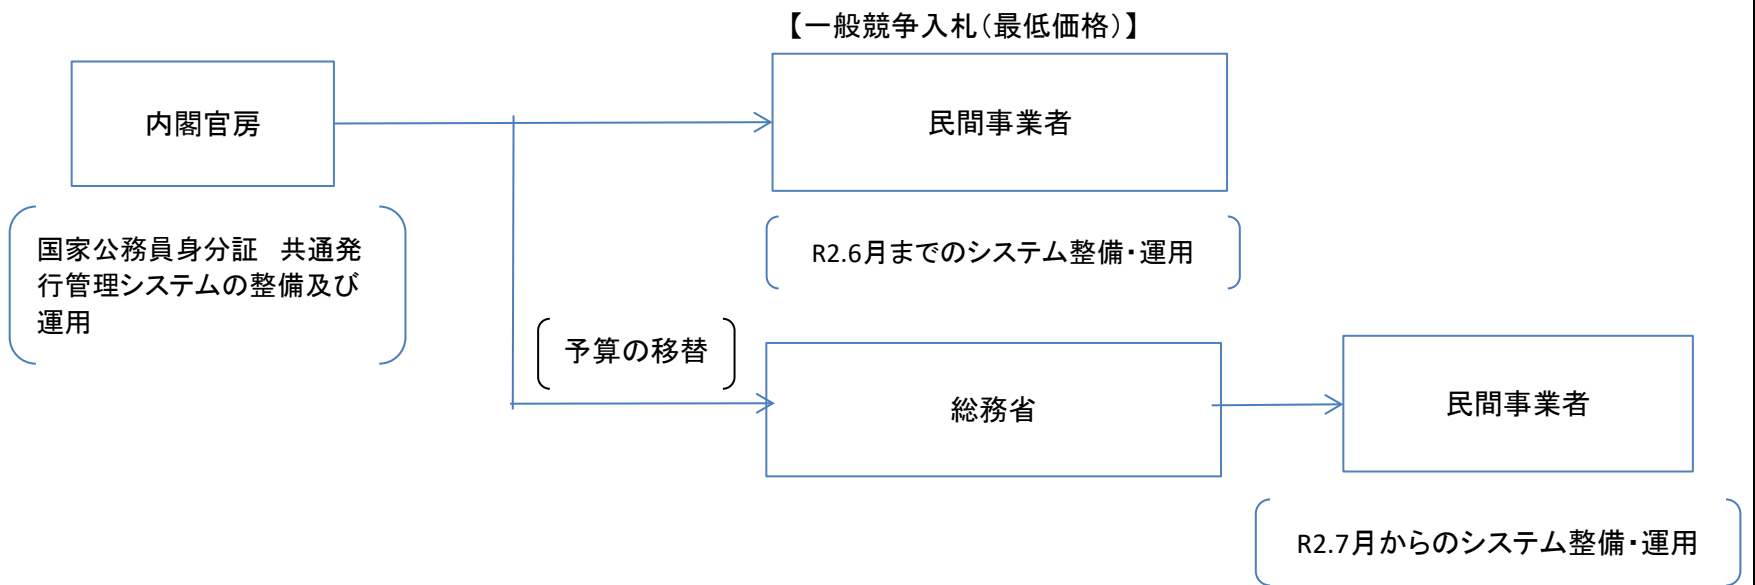 【一般競争入札（最低価格）】
内閣官房
民間事業者
国家公務員身分証　共通発
行管理システムの整備及び
運用
R2.6月までのシステム整備・運用
予算の移替
総務省
民間事業者
R2.7月からのシステム整備・運用